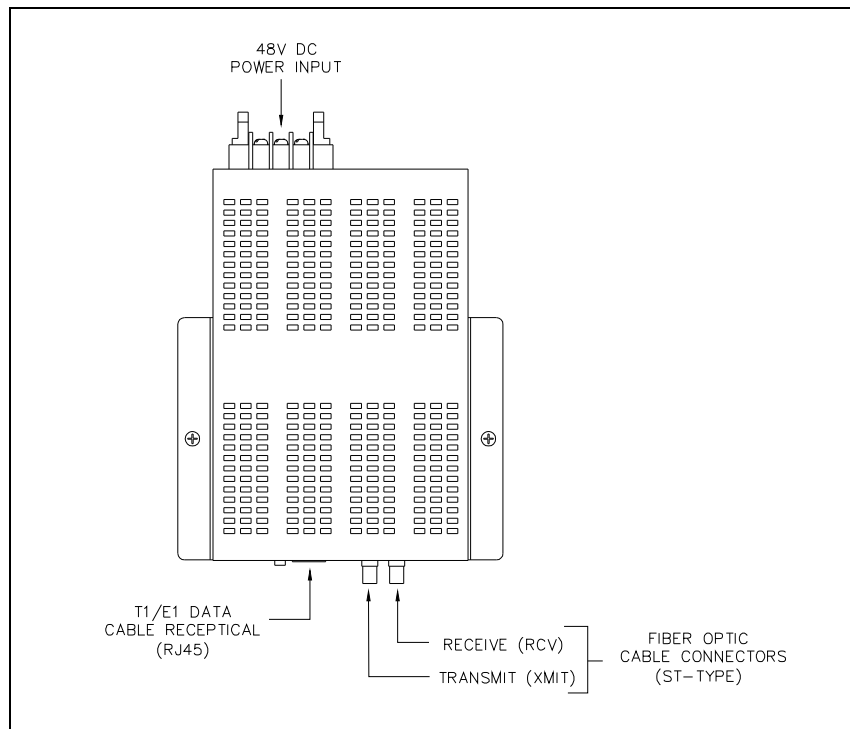 48V DC
POWER INPUT
T1/E1 DATA
CABLE RECEPTICAL
(RJ45)
RECEIVE (RCV)
TRANSMIT (XMIT)
FIBER OPTIC
CABLE CONNECTORS
(ST-TYPE)